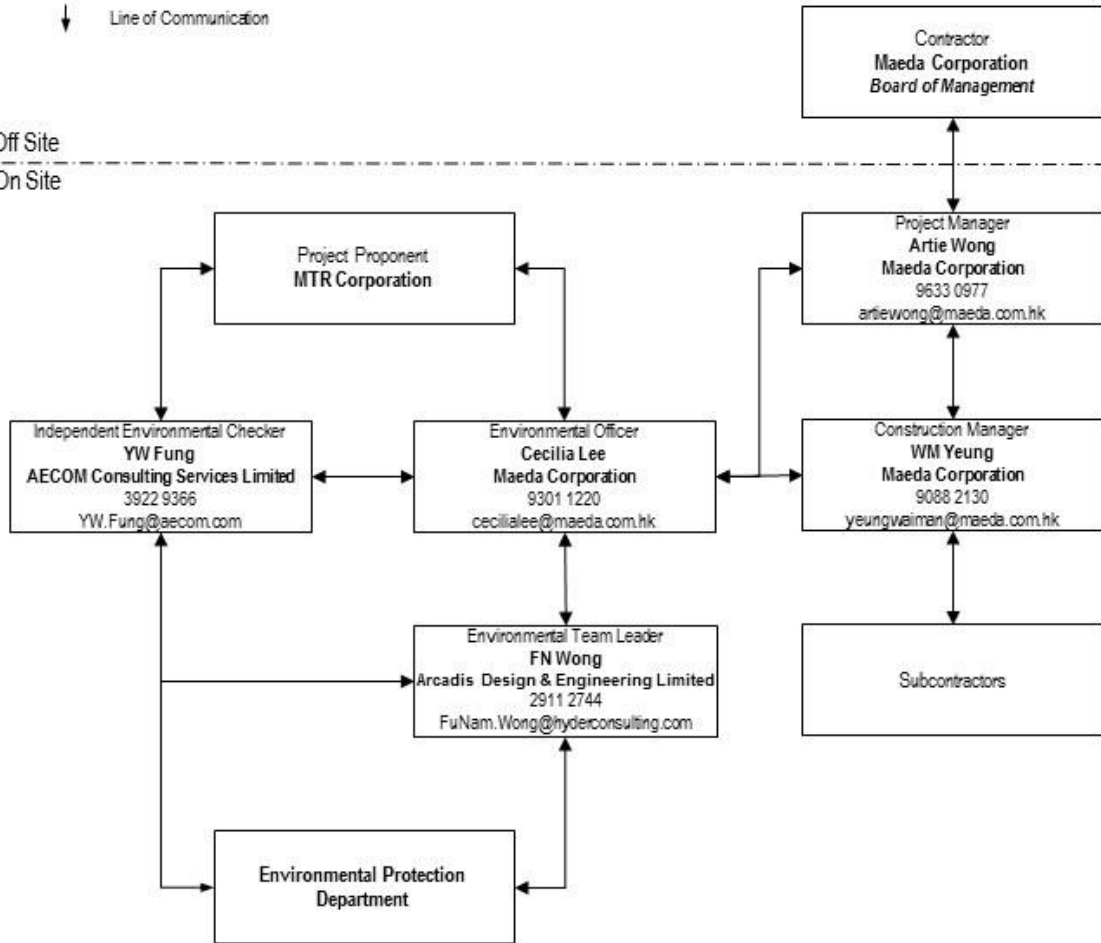 Line of Communication
Contractor
Maeda Corporation
Board of Management
Off Site
On Site
Project Proponent
MTR Corporation
Project Manager
Artie Wong
Maeda Corporation
9633 0977
artiewong@maeda.com.hk
Independent Environmental Checker
YW Fung
AECOM Consulting Services Limited
3922 9366
YW.Fung@aecom.com
Environmental Officer
Cecilia Lee
Maeda Corporation
9301 1220
cecilialee@maeda.com.hk
Construction Manager
WM Yeung
Maeda Corporation
9088 2130
yeungwaiman@maeda.com.hk
Environmental Team Leader
FN Wong
Arcadis Design & Engineering Limited
2911 2744
FuNam.Wong@hyderconsulting.com
Subcontractors
Environmental Protection
Department